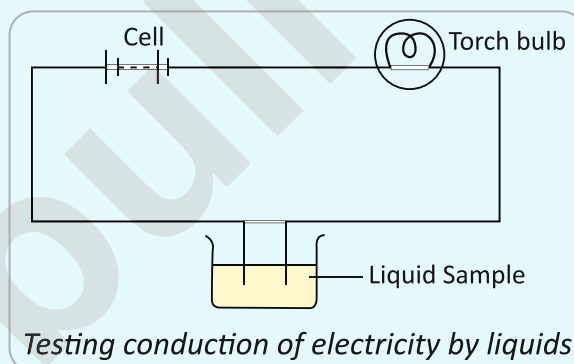 Cell
Torch bulb
Liquid Sample
Testing conduction of electricity by liquids